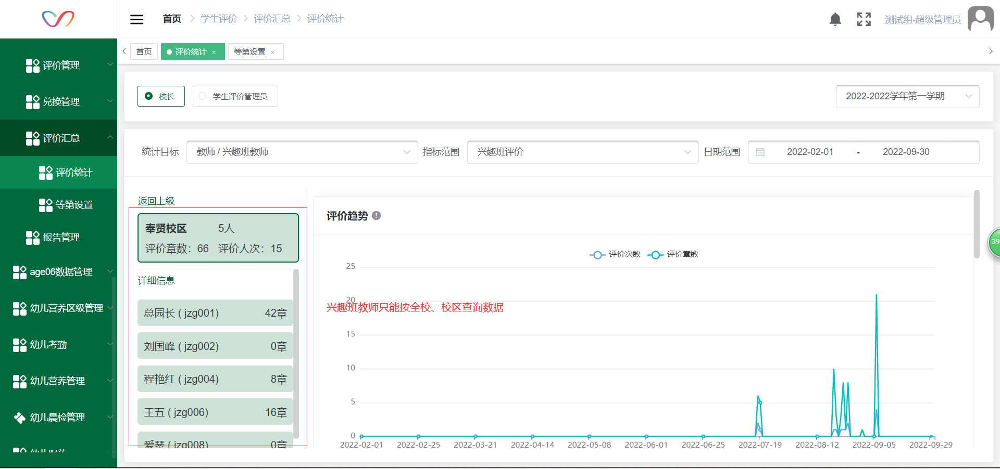 首页 学生评价 评价汇总 评价统计
测试组-超级管理员
首页 评价统计 × 等第设置 ×
评价管理
兑换管理
评价汇总
评价统计
等第设置
报告管理
age06数据管理
幼儿营养区级管理
幼儿考勤
幼儿营养管理
幼儿晨检管理
幼儿服药
校长 学生评价管理员
2022-2022学年第一学期
统计目标 教师 / 兴趣班教师 指标范围 兴趣班评价 日期范围 2022-02-01 - 2022-09-30
返回上级
奉贤校区 5人
评价章数：66 评价人次：15
详细信息
总园长 ( jzg001) 42章
刘国峰 ( jzg002) 0章
程艳红 ( jzg004) 8章
王五 ( jzg006) 16章
爱琴 ( jzg008) 0章
评价趋势
评价次数 评价章数
25
20
兴趣班教师只能按全校、校区查询数据
15
10
5
0
2022-02-01 2022-02-25 2022-03-21 2022-04-14 2022-05-08 2022-06-01 2022-06-25 2022-07-19 2022-08-12 2022-09-05 2022-09-29
39